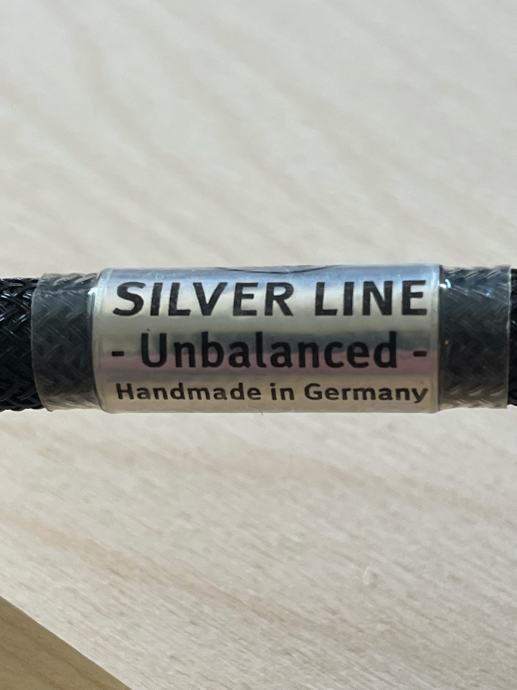 SILVER LINE
- Unbalanced -
Handmade in Germany